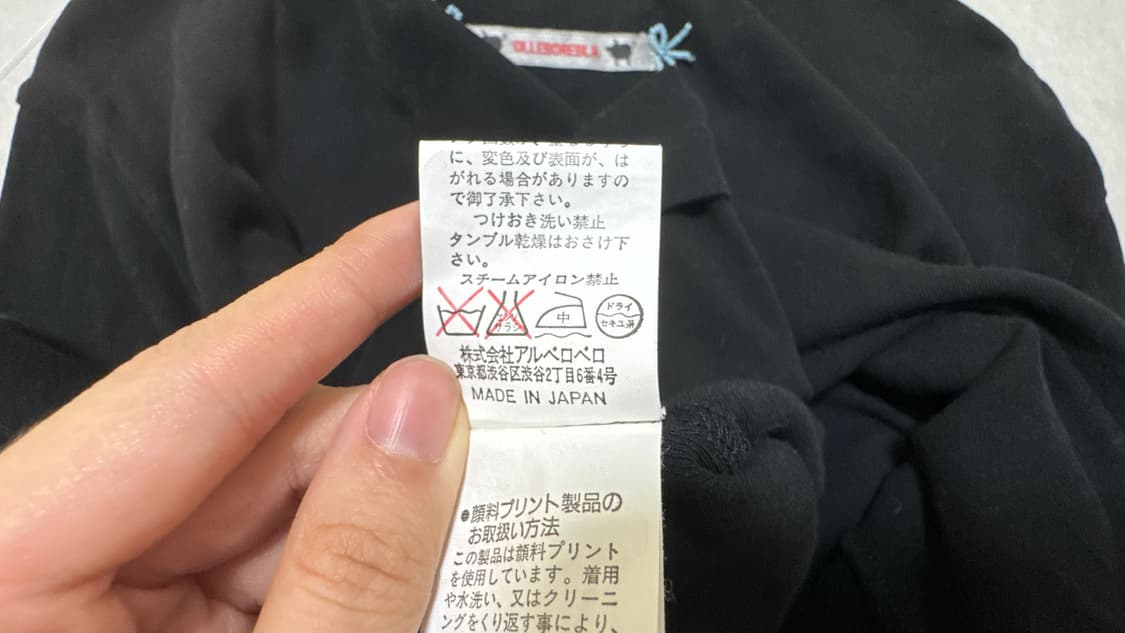 に、変色及び表面が、は
がれる場合がありますの
で御了承下さい。
つけおき洗い禁止
タンブル乾燥はおさけ下
さい。
スチームアイロン禁止
エンソ
サラシ
中
ドライ
セキユ系
株式会社アルベロベロ
東京都渋谷区渋谷2丁目6番4号
MADE IN JAPAN
●顔料プリント製品の
お取扱い方法
この製品は顔料プリント
を使用しています。着用
や水洗い、又はクリーニ
ングをくり返す事により、